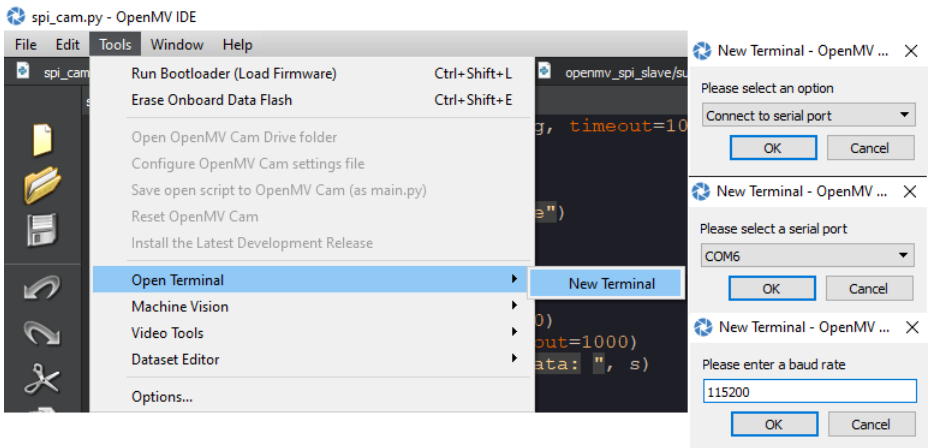 spi_cam.py - OpenMV IDE
File Edit Tools Window Help
spi_cam
openmv_spi_slave/su
Run Bootloader (Load Firmware) Ctrl+Shift+L
Erase Onboard Data Flash Ctrl+Shift+E
Open OpenMV Cam Drive folder
Configure OpenMV Cam settings file
Save open script to OpenMV Cam (as main.py)
Reset OpenMV Cam
Install the Latest Development Release
Open Terminal
New Terminal
Machine Vision
Video Tools
Dataset Editor
Options...
g, timeout=10
e")
0)
out=1000)
ata: ", s)
New Terminal - OpenMV ...
Please select an option
Connect to serial port
OK Cancel
New Terminal - OpenMV ...
Please select a serial port
COM6
OK Cancel
New Terminal - OpenMV ...
Please enter a baud rate
115200
OK Cancel